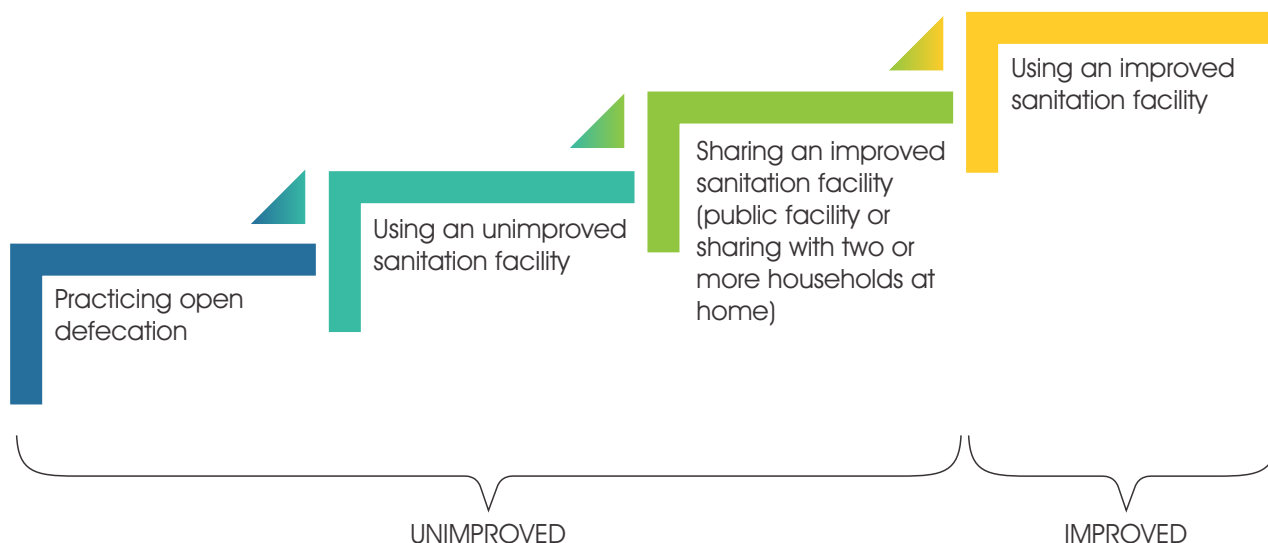 Practicing open
defecation
Using an unimproved
sanitation facility
Sharing an improved
sanitation facility
(public facility or
sharing with two or
more households at
home)
Using an improved
sanitation facility
UNIMPROVED
IMPROVED